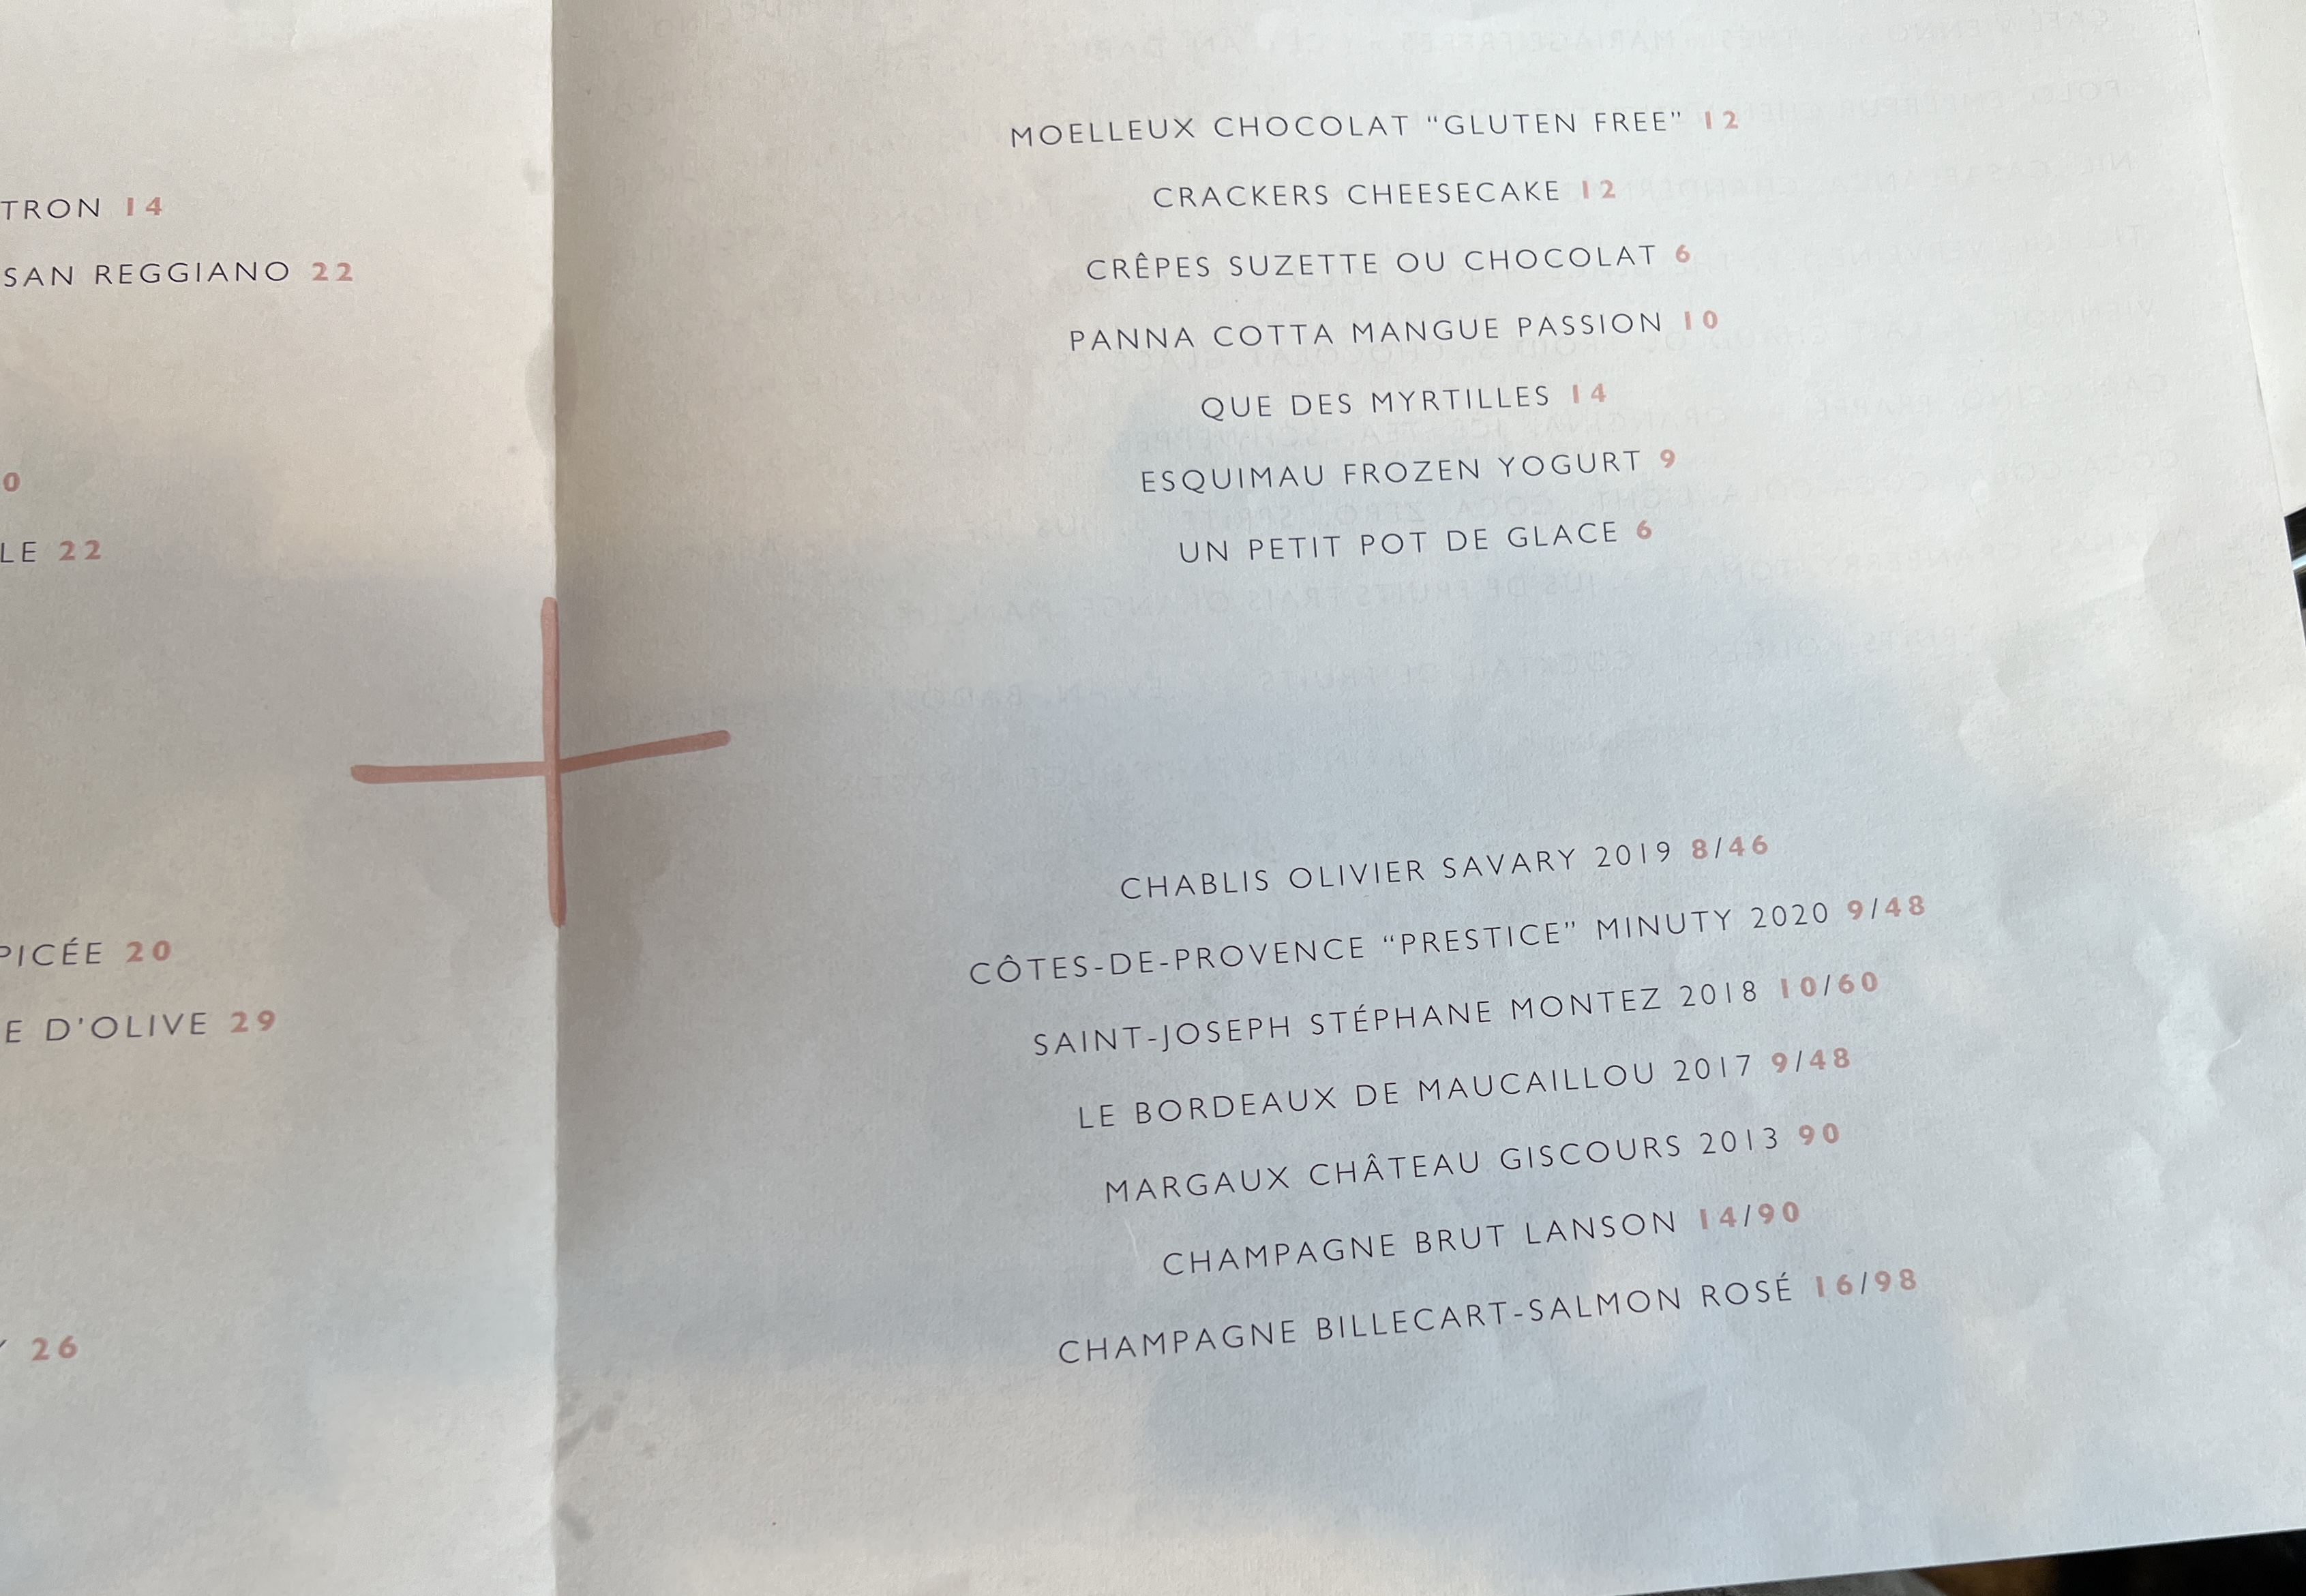 TRON 14
SAN REGGIANO 22
0
LE 22
PICÉE 20
E D'OLIVE 29
26
MOELLEUX CHOCOLAT “GLUTEN FREE” 12
CRACKERS CHEESECAKE 12
CRÊPES SUZETTE OU CHOCOLAT 6
PANNA COTTA MANGUE PASSION 10
QUE DES MYRTILLES 14
ESQUIMAU FROZEN YOGURT 9
UN PETIT POT DE GLACE 6
CHABLIS OLIVIER SAVARY 2019 8/46
CÔTES-DE-PROVENCE “PRESTICE” MINUTY 2020 9/48
SAINT-JOSEPH STÉPHANE MONTEZ 2018 10/60
LE BORDEAUX DE MAUCAILLOU 2017 9/48
MARGAUX CHÂTEAU GISCOURS 2013 90
CHAMPAGNE BRUT LANSON 14/90
CHAMPAGNE BILLECART-SALMON ROSÉ 16/98